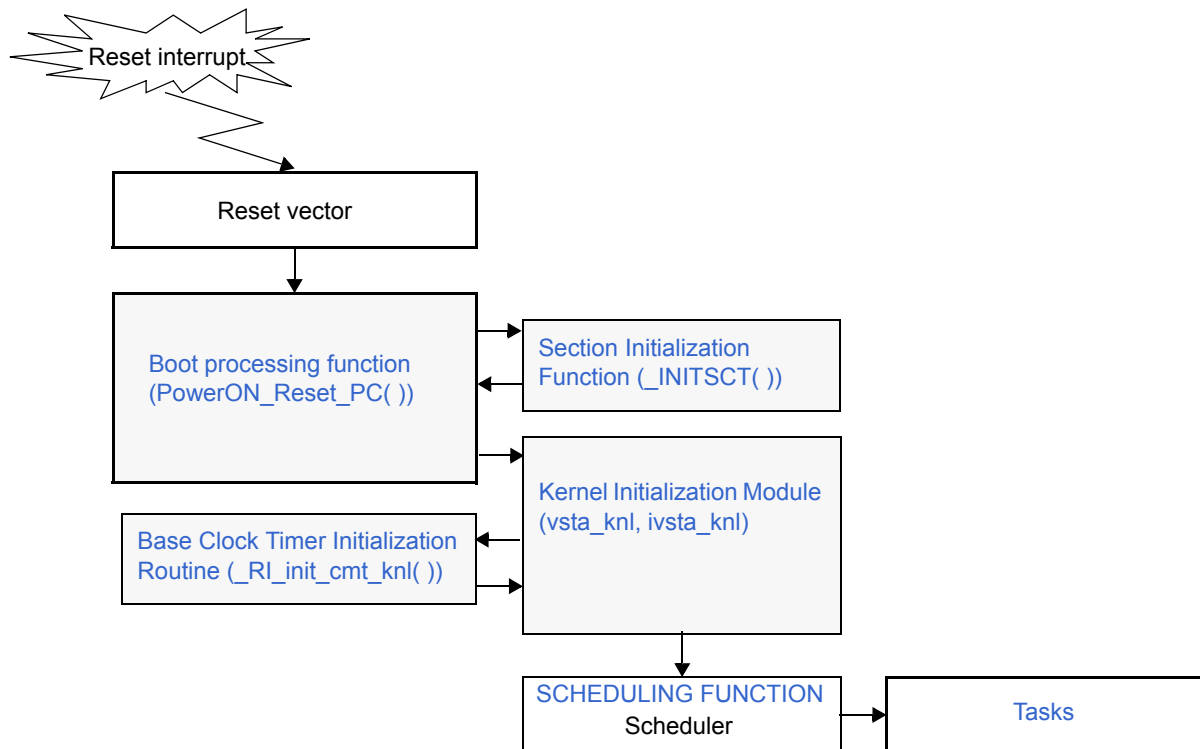 Reset interrupt
Reset vector
Boot processing function
(PowerON_Reset_PC( ))
Section Initialization
Function (_INITSCT( ))
Kernel Initialization Module
(vsta_knl, ivsta_knl)
Base Clock Timer Initialization
Routine (_RI_init_cmt_knl( ))
SCHEDULING FUNCTION
Scheduler
Tasks